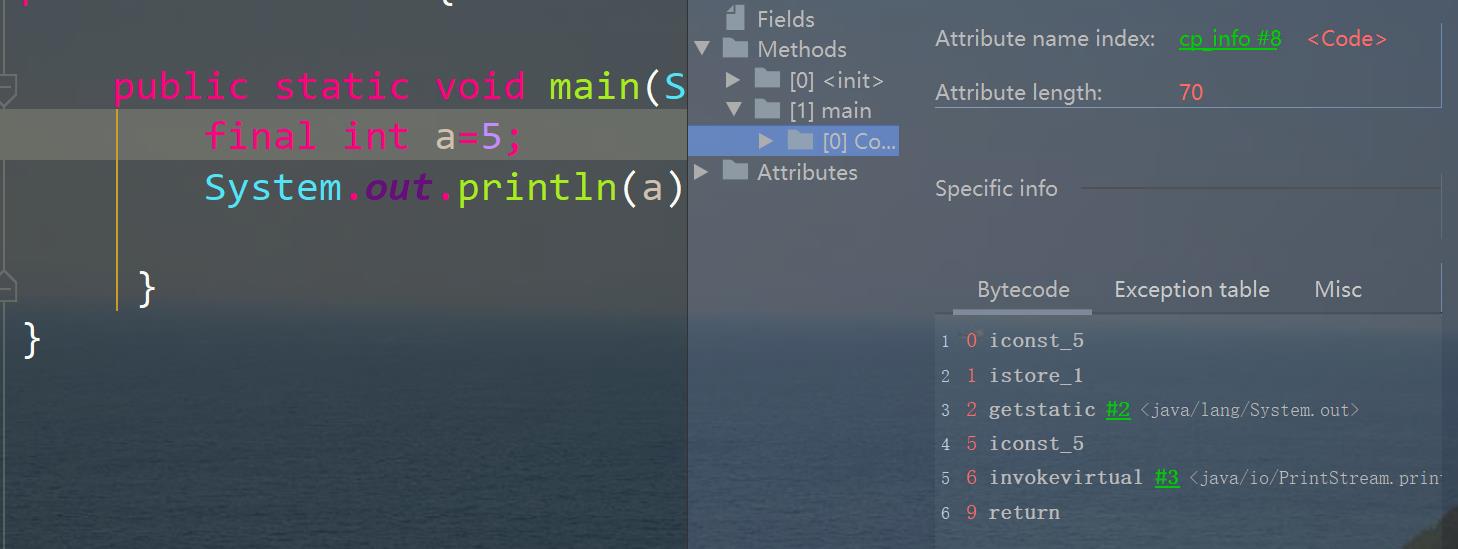 {
public static void main(S
final int a=5;
System.out.println(a)
}
}
Fields
Methods
[0] <init>
[1] main
[0] Co...
Attributes
Attribute name index: cp_info #8 <Code>
Attribute length: 70
Specific info
Bytecode Exception table Misc
1 0 iconst_5
2 1 istore_1
3 2 getstatic #2 <java/lang/System.out>
4 5 iconst_5
5 6 invokevirtual #3 <java/io/PrintStream.prin
6 9 return